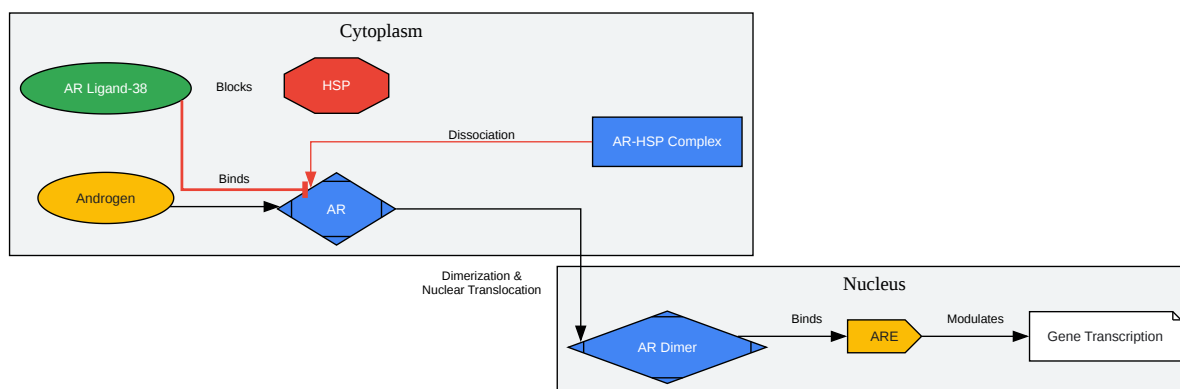 Cytoplasm
AR Ligand-38
Blocks
HSP
Dissociation
AR-HSP Complex
Binds
Androgen
AR
Dimerization &
Nuclear Translocation
Nucleus
AR Dimer
Binds
ARE
Modulates
Gene Transcription